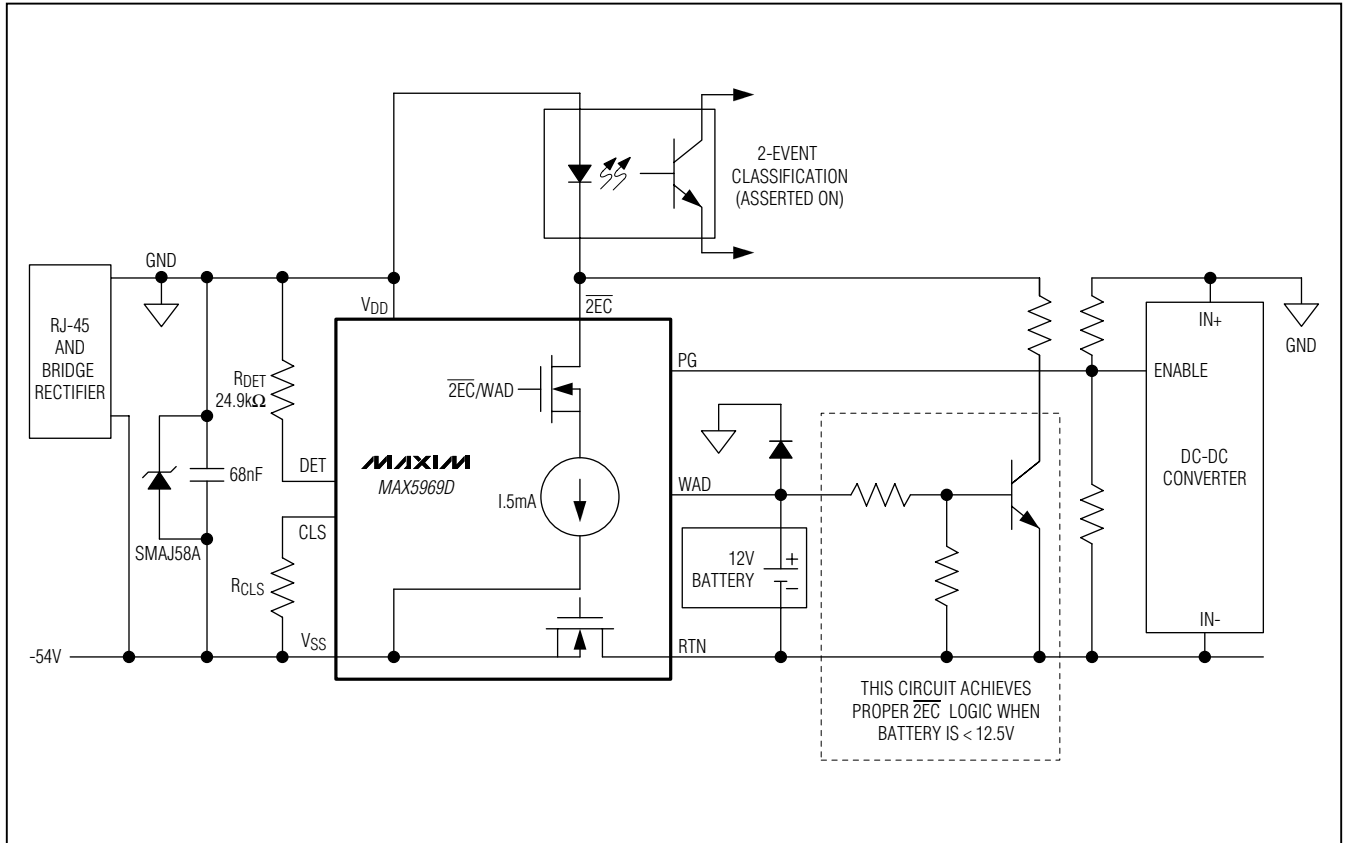 2-EVENT
CLASSIFICATION
(ASSERTED ON)
GND
RJ-45
AND
BRIDGE
RECTIFIER
VDD
2EC
IN+
GND
PG
ENABLE
RDET
24.9kΩ
2EC/WAD
68nF
DET
MAXIM
MAX5969D
WAD
DC-DC
CONVERTER
1.5mA
CLS
SMAJ58A
12V
BATTERY
+
–
RCLS
IN-
VSS
RTN
-54V
THIS CIRCUIT ACHIEVES
PROPER 2EC LOGIC WHEN
BATTERY IS < 12.5V